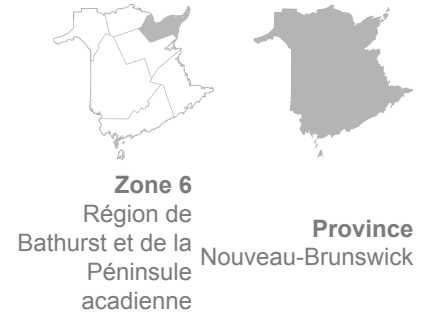 Zone 6
Région de
Bathurst et de la
Péninsule
acadienne
Province
Nouveau-Brunswick